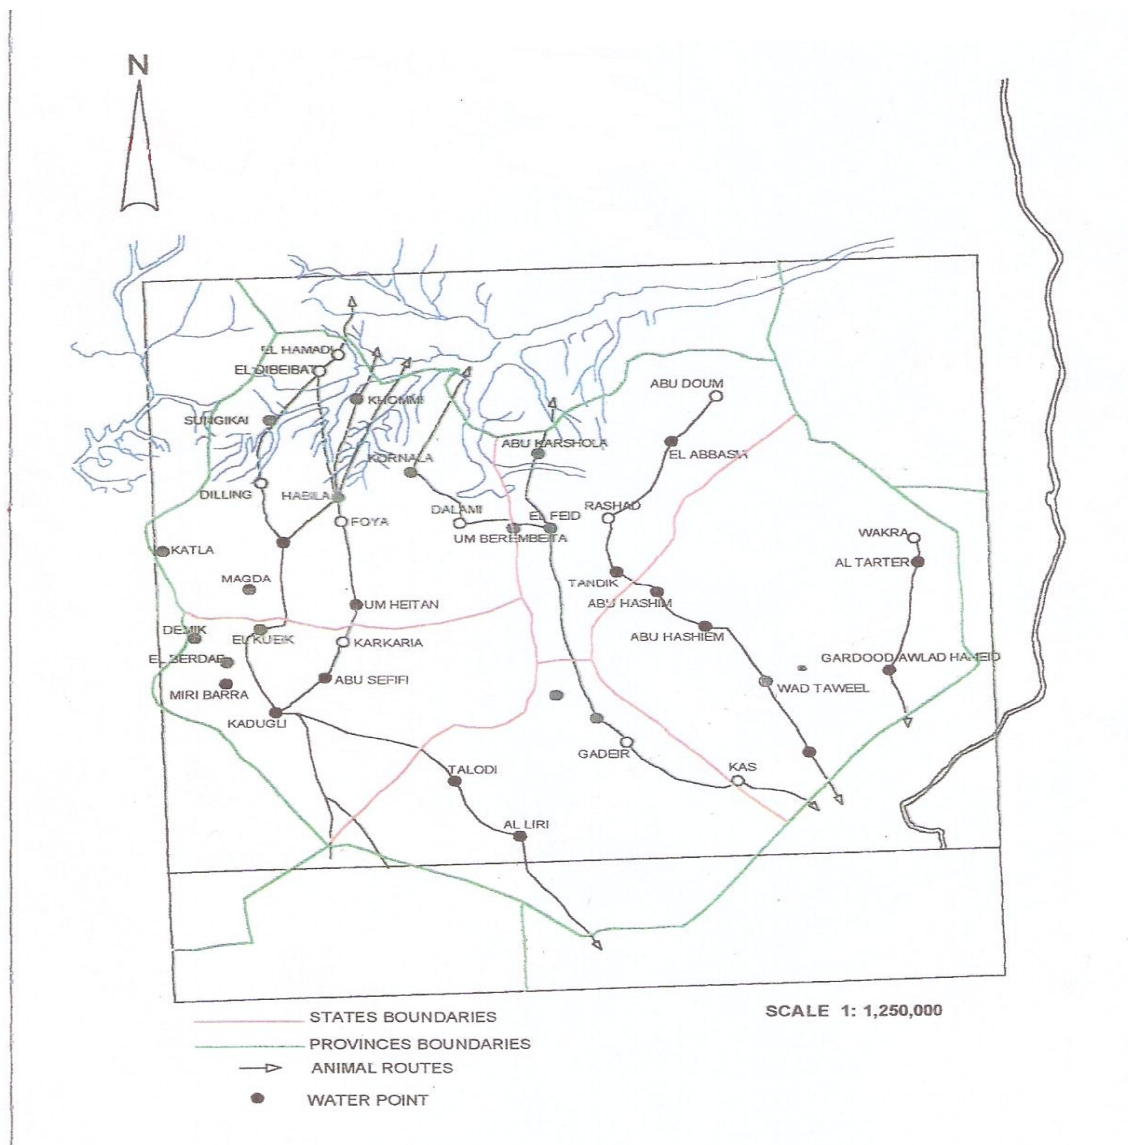 N
EL HAMADI
EL DIBEIBAT
ABU DOUM
KHOMMI
SUNGIKAI
ABU KARSHOLA
EL ABBASIA
KORNALA
DILLING
HABILA
RASHAD
DALAMI
EL FEID
FOYA
UM BEREMBEITA
WAKRA
KATLA
AL TARTER
MAGDA
TANDIK
UM HEITAN
ABU HASHIM
DEMIK
EL KUEIK
ABU HASHIEM
KARKARIA
EL BERDAB
GARDOOD AWLAD HAMEID
ABU SEFIFI
WAD TAWEEL
MIRI BARRA
KADUGLI
GADEIR
TALODI
KAS
AL LIRI
STATES BOUNDARIES
SCALE 1: 1,250,000
PROVINCES BOUNDARIES
ANIMAL ROUTES
WATER POINT